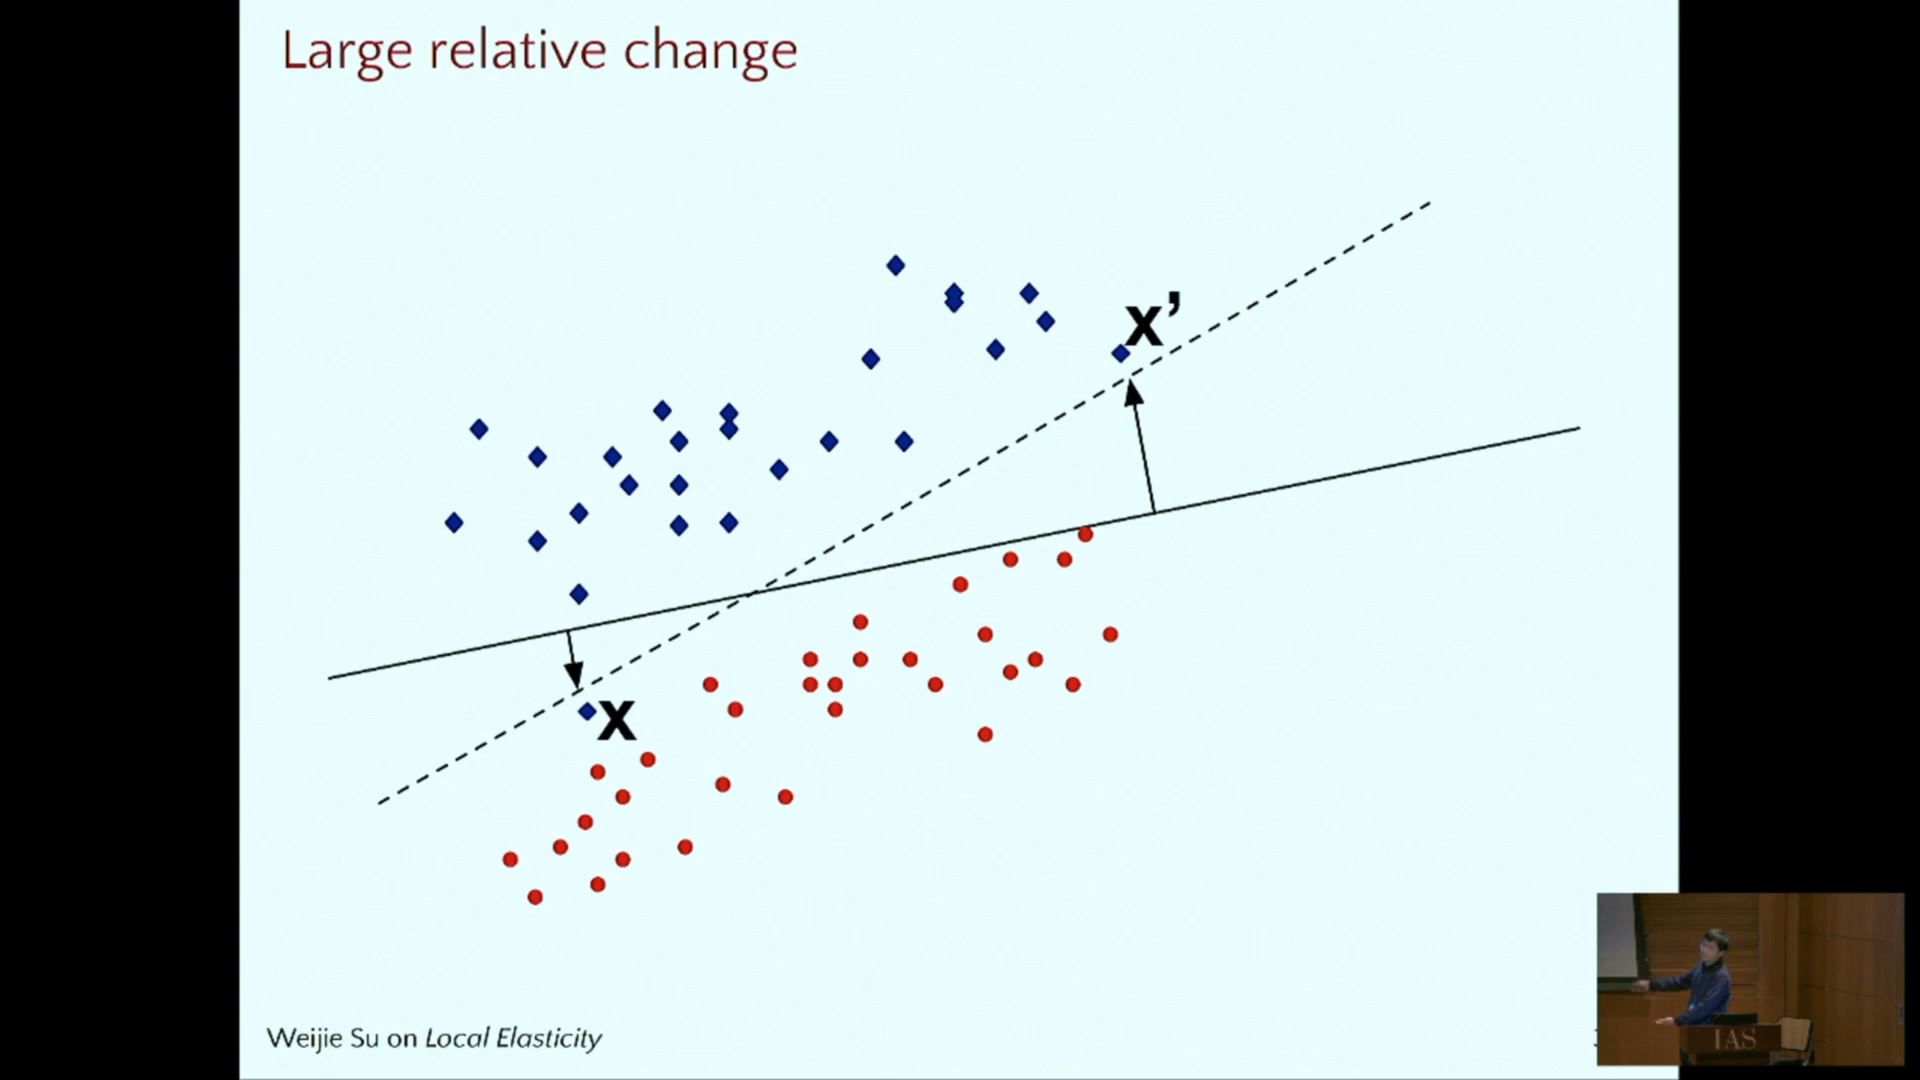 Large relative change
x’
x
Weijie Su on Local Elasticity
IAS